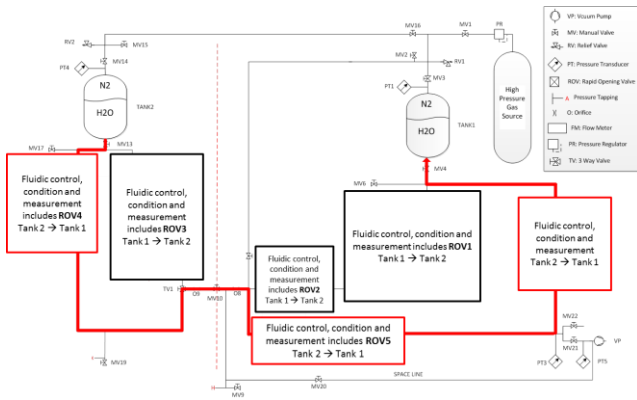 MV16
MV1
PR
RV2
MV15
MV2
RV1
MV14
MV3
PT4
PT1
N2
H2O
TANK2
N2
H2O
TANK1
High
Pressure
Gas
Source
MV17
MV13
MV4
MV6
Fluidic control,
condition and
measurement
includes ROV4
Tank 2 → Tank 1
Fluidic control,
condition and
measurement
includes ROV3
Tank 1 → Tank 2
Fluidic control,
condition and
measurement
includes ROV2
Tank 1 → Tank 2
Fluidic control, condition and
measurement includes ROV1
Tank 1 → Tank 2
Fluidic control,
condition and
measurement
Tank 2 → Tank 1
TV1
O9
MV10
O8
Fluidic control, condition and
measurement includes ROV5
Tank 2 → Tank 1
MV22
MV21
VP
PT3
PT5
MV19
SPACE LINE
MV20
H
MV9
VP: Vcuum Pump
MV: Manual Valve
RV: Relief Valve
PT: Pressure Transducer
ROV: Rapid Opening Valve
A Pressure Tapping
O: Orifice
FM: Flow Meter
PR: Pressure Regulator
TV: 3 Way Valve